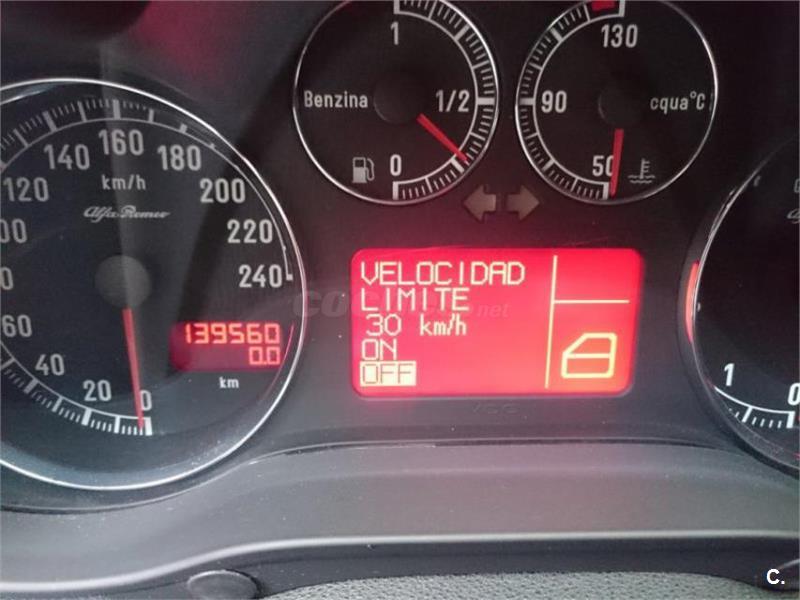 1
Benzina
1/2
0
130
90
cqua°C
50
140
160
180
120
km/h
200
Alfa Romeo
220
240
60
40
20
0
139560
0.0
km
VELOCIDAD
LIMITE
30 km/h
ON
OFF
1
0
C.